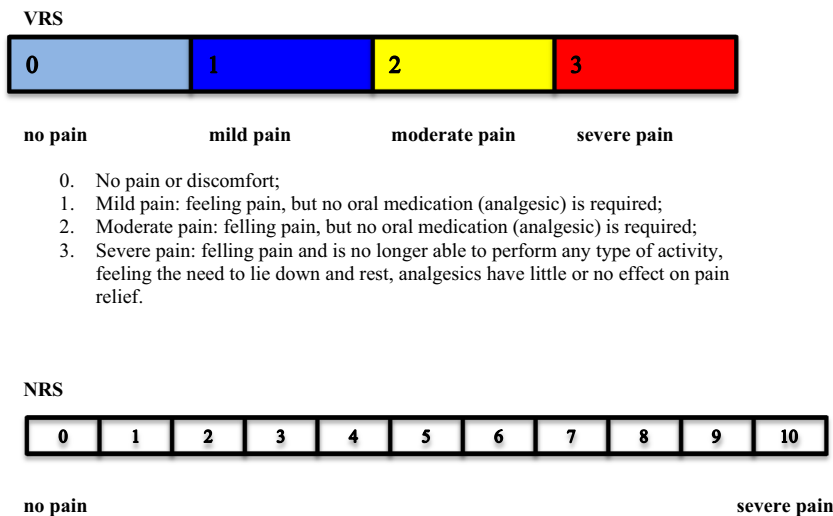 VRS
0 1 2 3
no pain mild pain moderate pain severe pain
0. No pain or discomfort;
1. Mild pain: feeling pain, but no oral medication (analgesic) is required;
2. Moderate pain: felling pain, but no oral medication (analgesic) is required;
3. Severe pain: felling pain and is no longer able to perform any type of activity,
feeling the need to lie down and rest, analgesics have little or no effect on pain
relief.
NRS
0 1 2 3 4 5 6 7 8 9 10
no pain severe pain